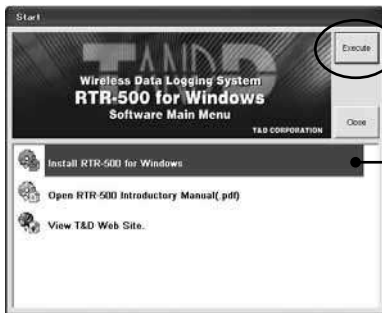 Start
TAND
Wireless Data Logging System
RTR-500 for Windows
Software Main Menu
T&D CORPORATION
Execute
Close
Install RTR-500 for Windows
Open RTR-500 Introductory Manual(.pdf)
View T&D Web Site.